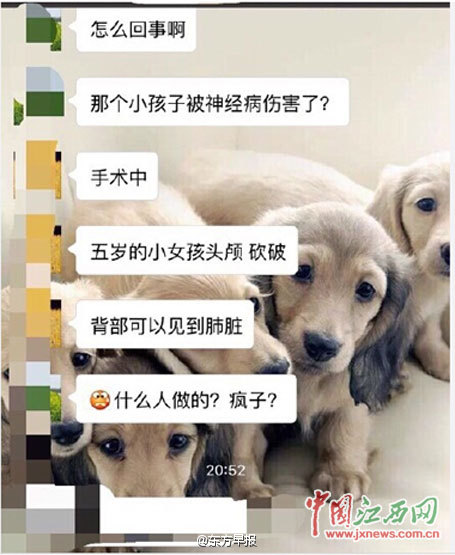 怎么回事啊
那个小孩子被神经病伤害了？
手术中
五岁的小女孩头颅 砍破
背部可以见到肺脏
什么人做的？疯子？
20:52
中国江西网
www.jxnews.com.cn
@东方早报